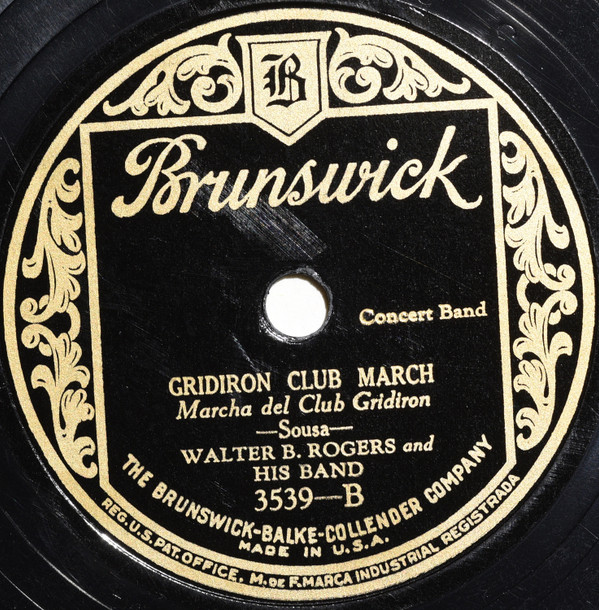 B
Brunswick
Concert Band
GRIDIRON CLUB MARCH
Marcha del Club Gridiron
—Sousa—
WALTER B. ROGERS and
HIS BAND
3539—B
THE BRUNSWICK-BALKE-COLLENDER COMPANY
MADE IN U.S.A.
REG. U.S. PAT. OFFICE, M. DE F. MARCA INDUSTRIAL REGISTRADA